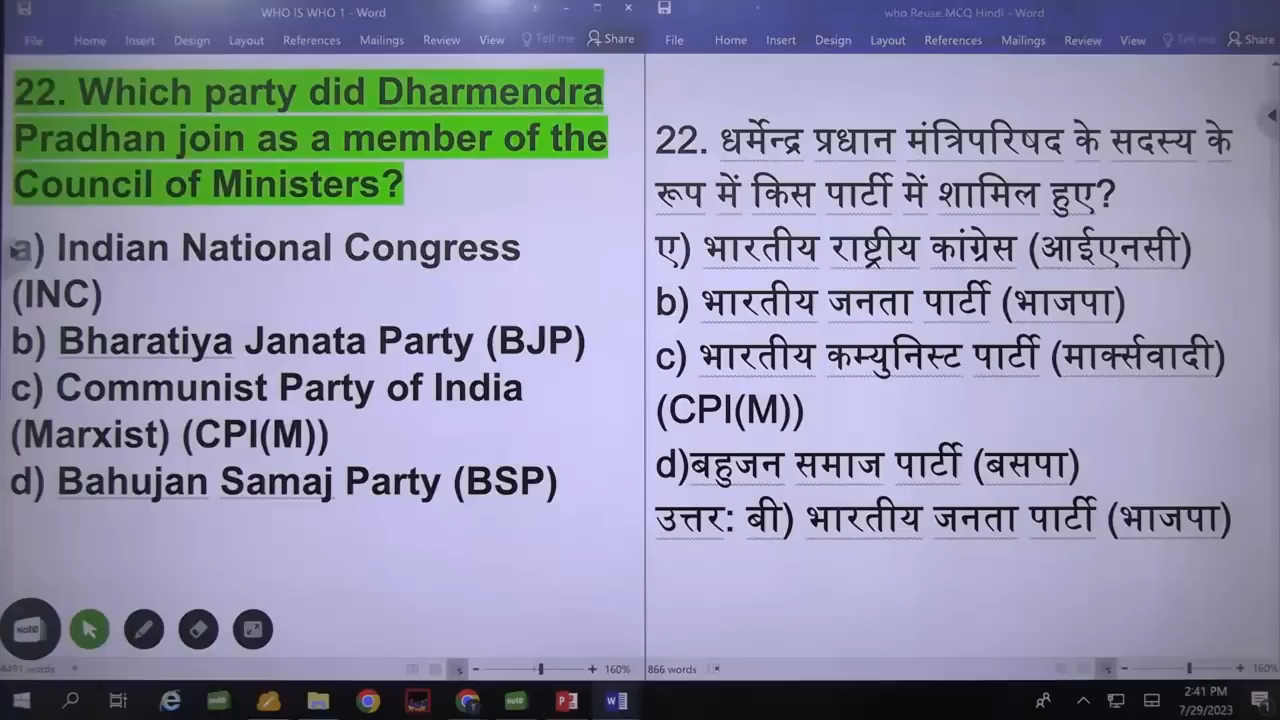 WHO IS WHO 1 - Word
File Home Insert Design Layout References Mailings Review View Tell me Share
22. Which party did Dharmendra
Pradhan join as a member of the
Council of Ministers?
a) Indian National Congress
(INC)
b) Bharatiya Janata Party (BJP)
c) Communist Party of India
(Marxist) (CPI(M))
d) Bahujan Samaj Party (BSP)
8491 words
160%
who Reuse MCQ Hindi - Word
File Home Insert Design Layout References Mailings Review View Tell me Share
22. धर्मेन्द्र प्रधान मंत्रिपरिषद के सदस्य के
रूप में किस पार्टी में शामिल हुए?
ए) भारतीय राष्ट्रीय कांग्रेस (आईएनसी)
b) भारतीय जनता पार्टी (भाजपा)
c) भारतीय कम्युनिस्ट पार्टी (मार्क्सवादी)
(CPI(M))
d)बहुजन समाज पार्टी (बसपा)
उत्तर: बी) भारतीय जनता पार्टी (भाजपा)
866 words
160%
2:41 PM
7/29/2023